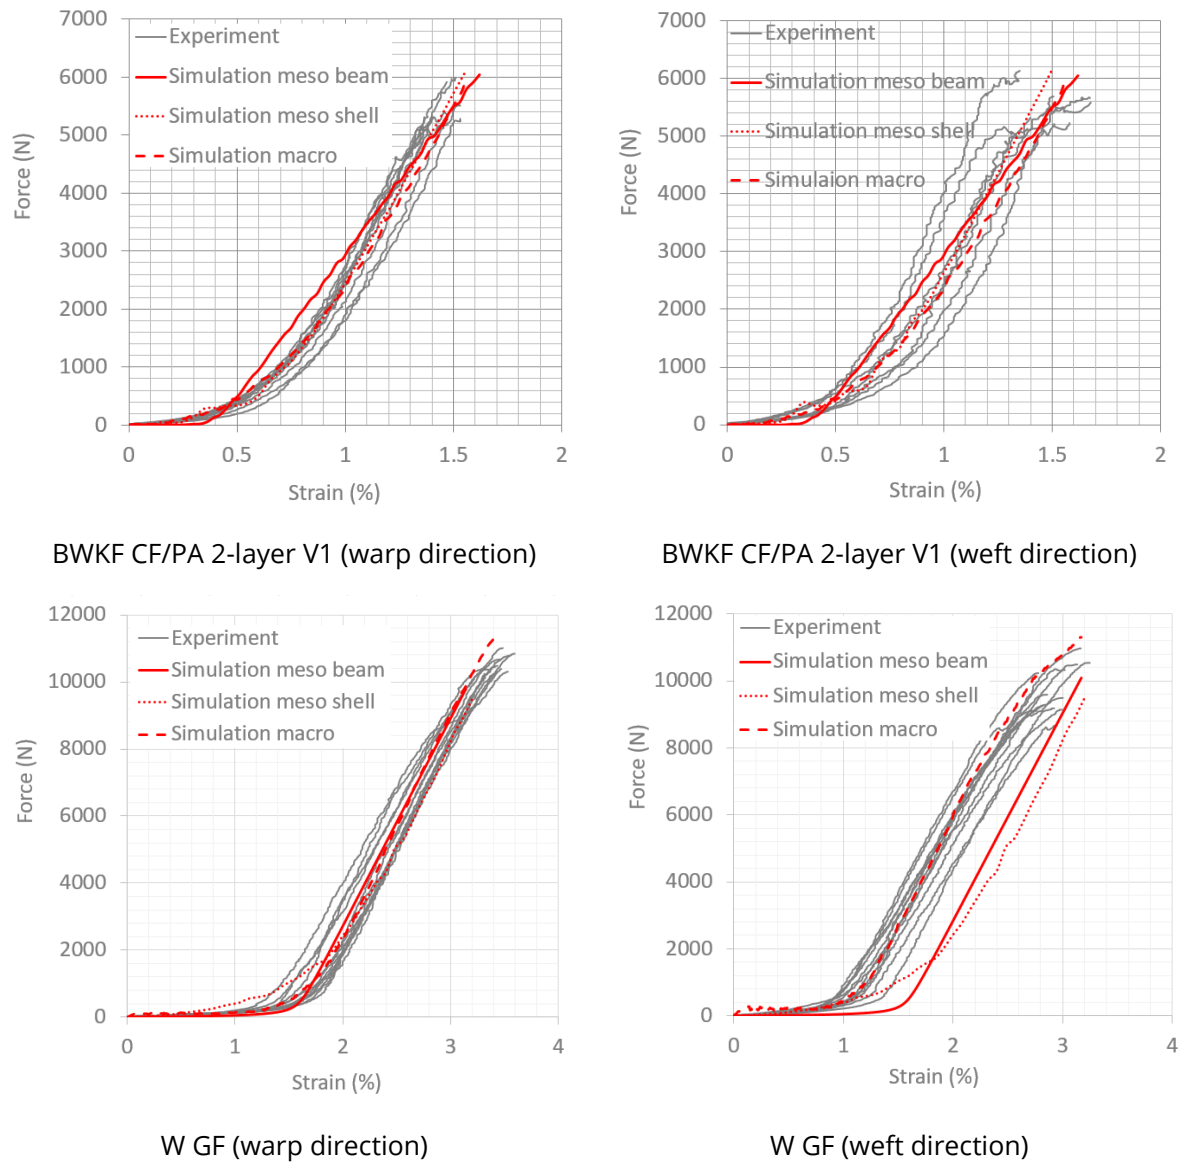 7000
6000
5000
4000
3000
2000
1000
0
Force (N)
Experiment
Simulation meso beam
Simulation meso shell
Simulation macro
0
0.5
1
1.5
2
Strain (%)
BWKF CF/PA 2-layer V1 (warp direction)
7000
6000
5000
4000
3000
2000
1000
0
Force (N)
Experiment
Simulation meso beam
Simulation meso shell
Simulaion macro
0
0.5
1
1.5
2
Strain (%)
BWKF CF/PA 2-layer V1 (weft direction)
12000
10000
8000
6000
4000
2000
0
Force (N)
Experiment
Simulation meso beam
Simulation meso shell
Simulation macro
0
1
2
3
4
Strain (%)
W GF (warp direction)
12000
10000
8000
6000
4000
2000
0
Force (N)
Experiment
Simulation meso beam
Simulation meso shell
Simulation macro
0
1
2
3
4
Strain (%)
W GF (weft direction)